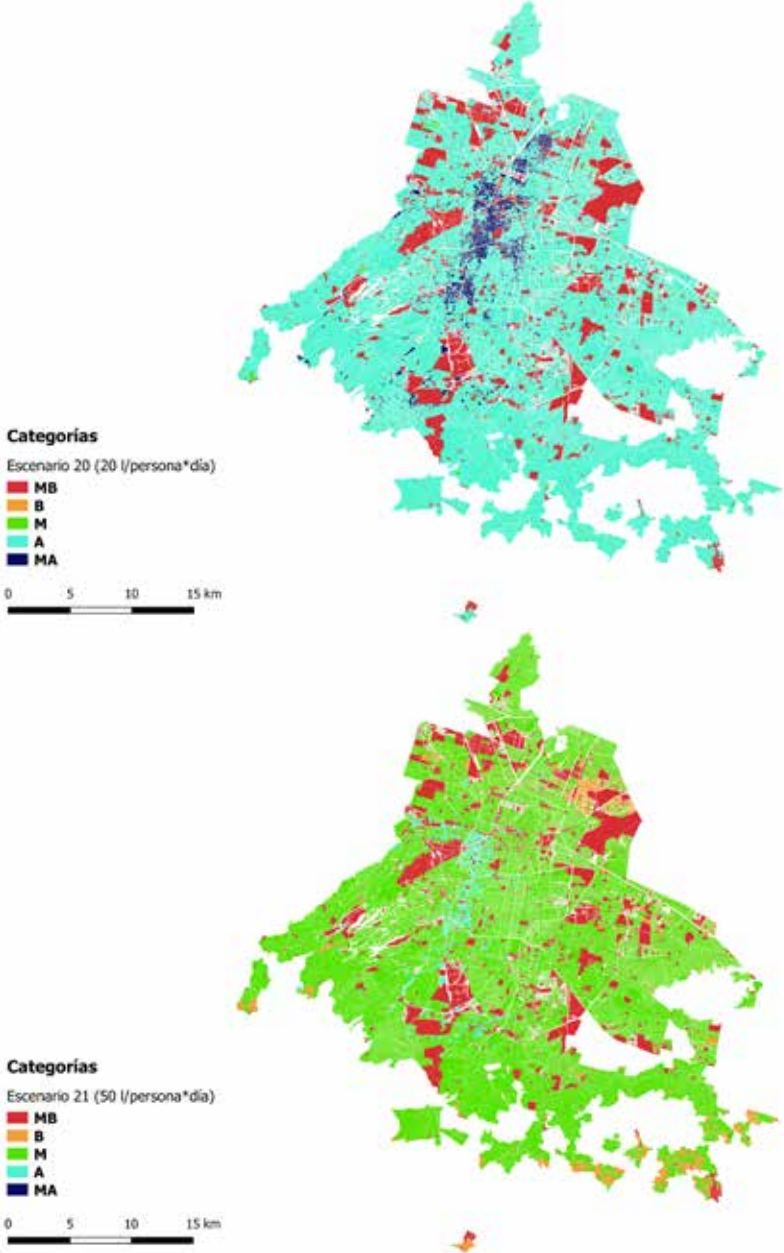 Categorías
Escenario 20 (20 l/persona*día)
MB
B
M
A
MA
0 5 10 15 km
Categorías
Escenario 21 (50 l/persona*día)
MB
B
M
A
MA
0 5 10 15 km